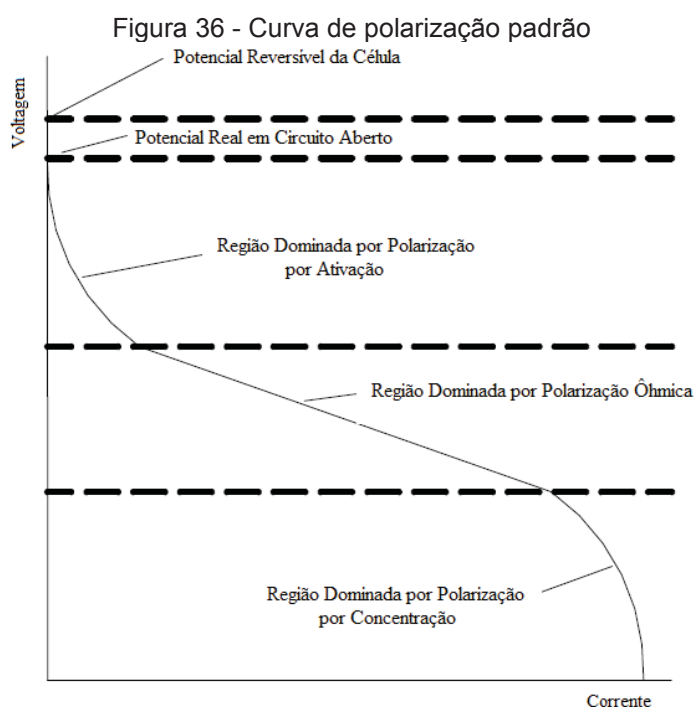 Figura 36 - Curva de polarização padrão
Potencial Reversível da Célula
Voltagem
Potencial Real em Circuito Aberto
Região Dominada por Polarização
por Ativação
Região Dominada por Polarização Ôhmica
Região Dominada por Polarização
por Concentração
Corrente